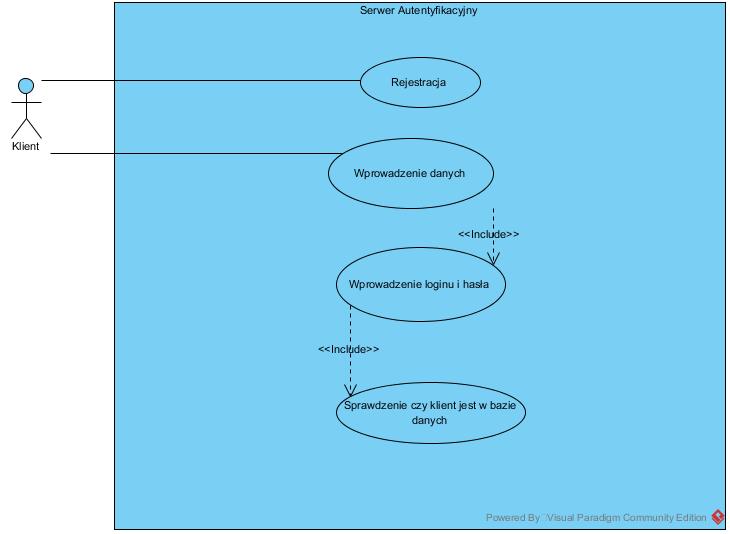 Serwer Autentyfikacyjny
Rejestracja
Klient
Wprowadzenie danych
<<Include>>
Wprowadzenie loginu i hasła
<<Include>>
Sprawdzenie czy klient jest w bazie
danych
Powered By Visual Paradigm Community Edition